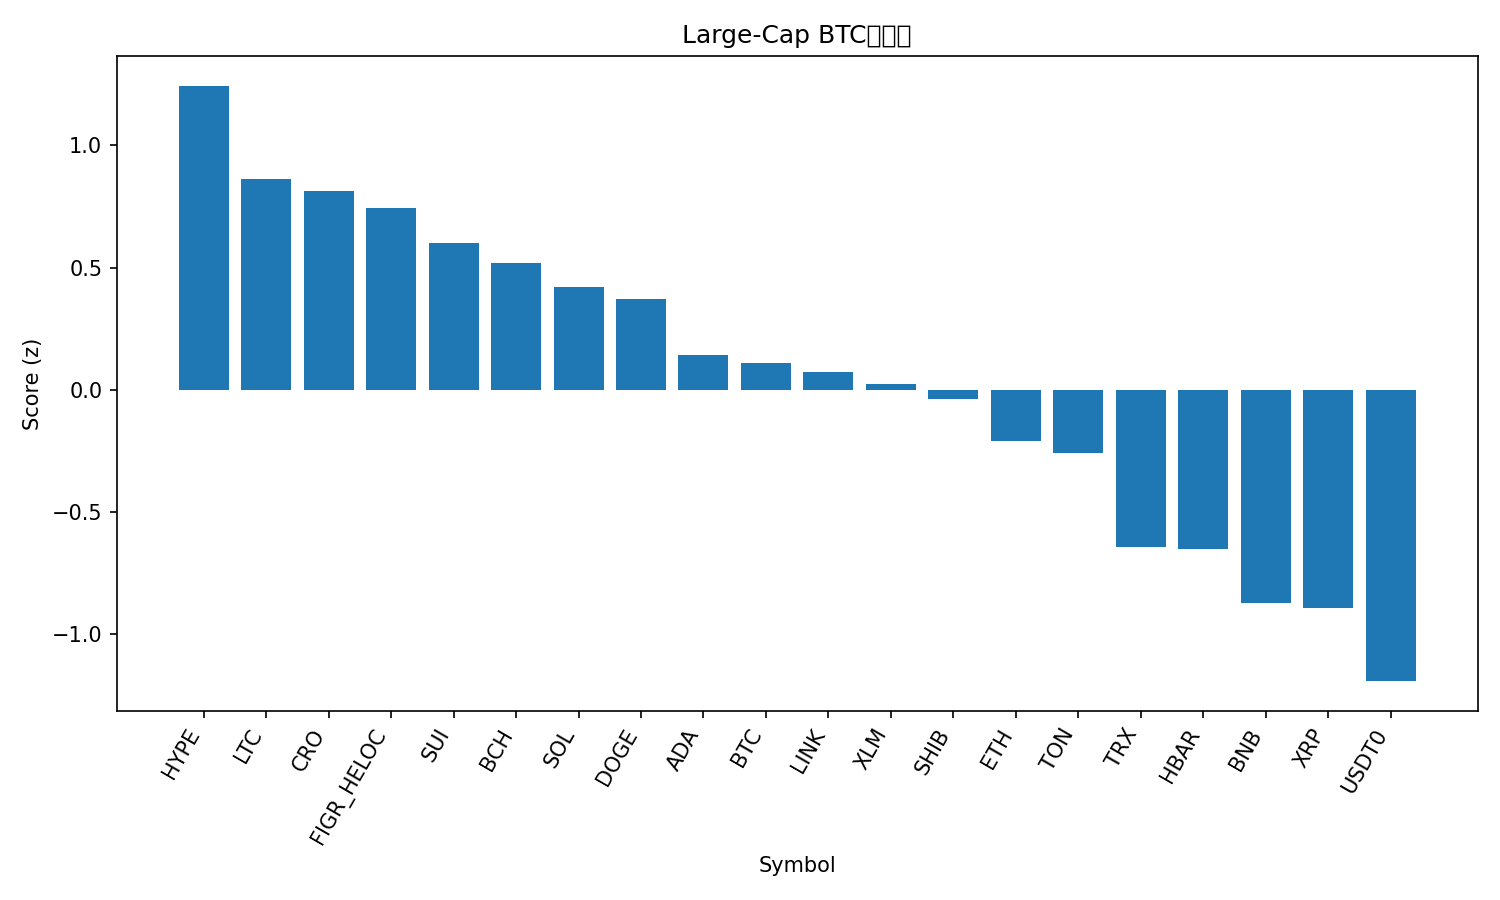 Large-Cap BTC
Score (z)
1.0
0.5
0.0
−0.5
−1.0
HYPE
LTC
CRO
FIGR_HELOC
SUI
BCH
SOL
DOGE
ADA
BTC
LINK
XLM
SHIB
ETH
TON
TRX
HBAR
BNB
XRP
USDT0
Symbol